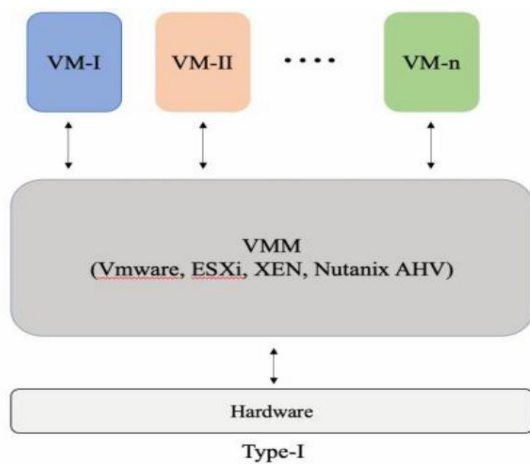 VM-I VM-II .... VM-n
VMM
(Vmware, ESXi, XEN, Nutanix AHV)
Hardware
Type-I